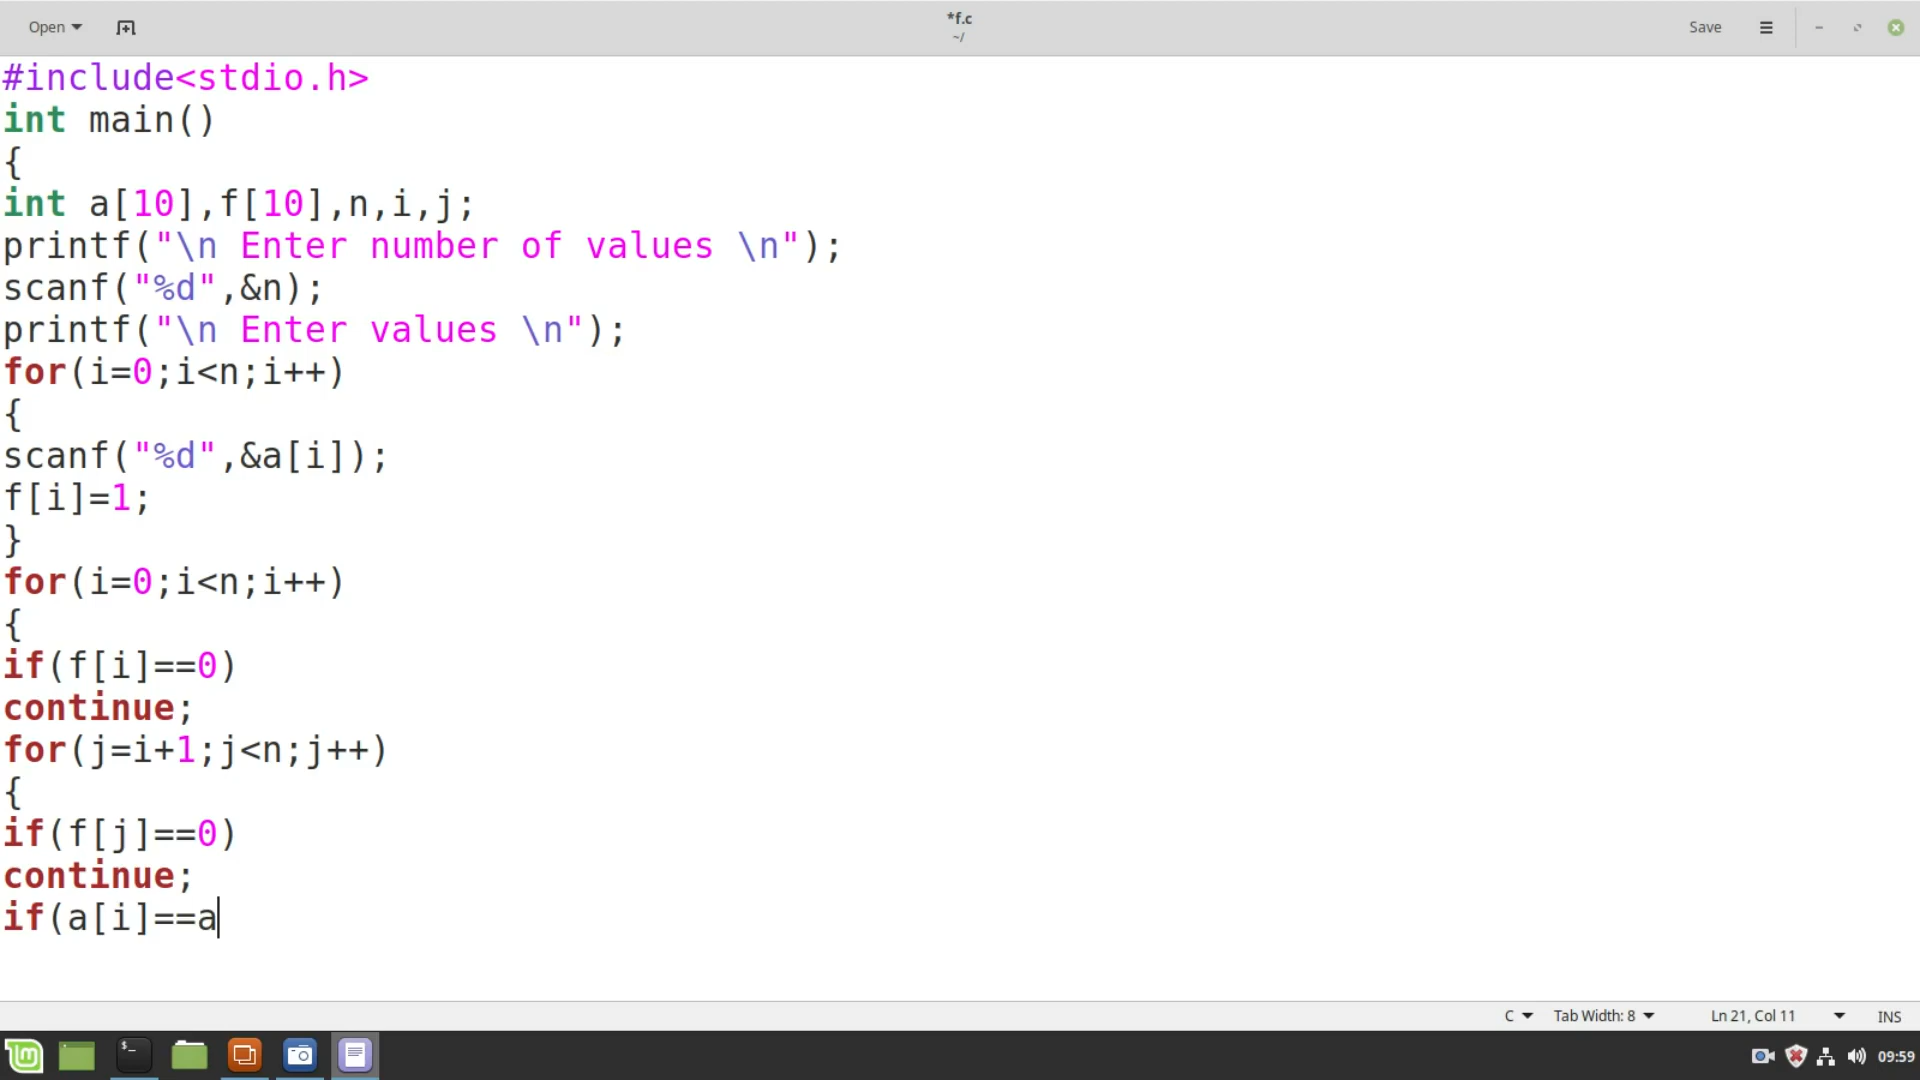 Open
*f.c
~/
Save
#include<stdio.h>
int main()
{
int a[10],f[10],n,i,j;
printf("\n Enter number of values \n");
scanf("%d",&n);
printf("\n Enter values \n");
for(i=0;i<n;i++)
{
scanf("%d",&a[i]);
f[i]=1;
}
for(i=0;i<n;i++)
{
if(f[i]==0)
continue;
for(j=i+1;j<n;j++)
{
if(f[j]==0)
continue;
if(a[i]==a
C Tab Width: 8 Ln 21, Col 11 INS
$_
09:59